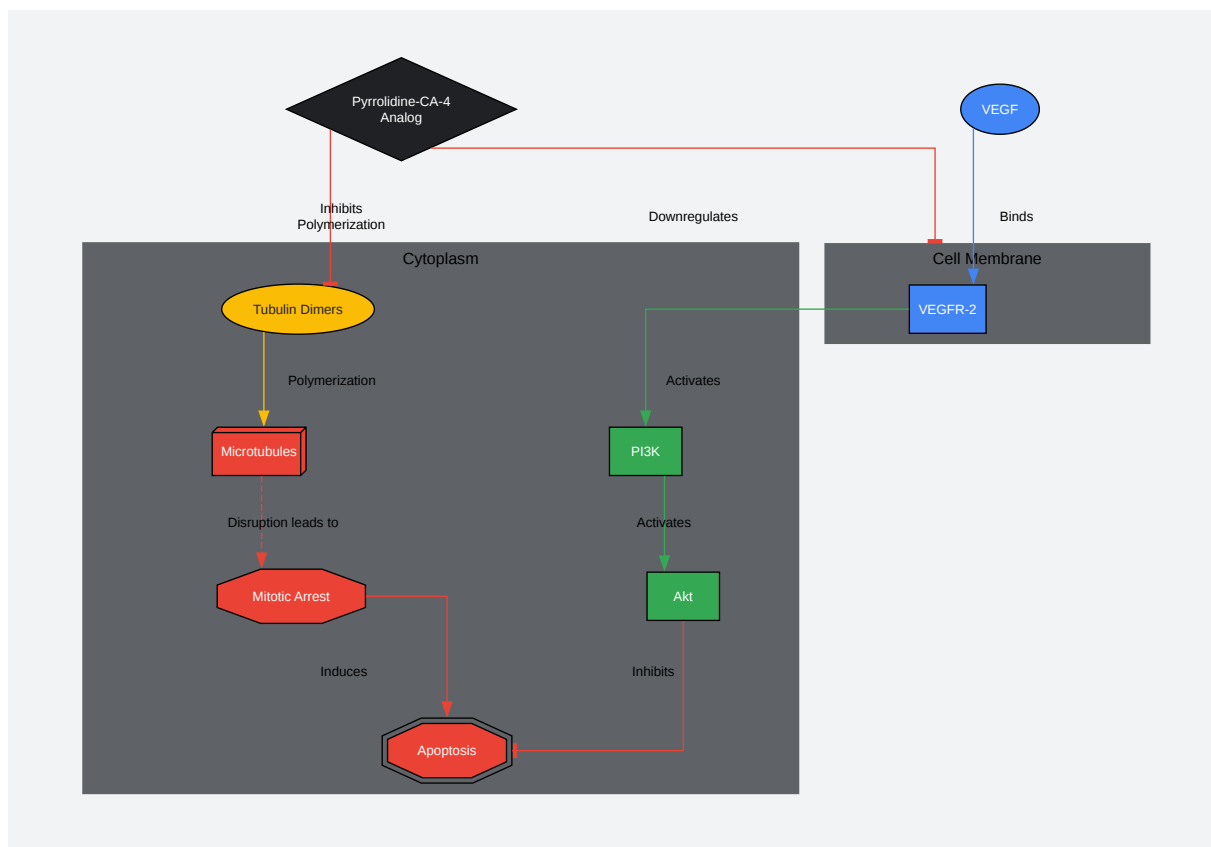 Pyrrolidine-CA-4
Analog
VEGF
Inhibits
Polymerization
Downregulates
Binds
Cytoplasm
Cell Membrane
Tubulin Dimers
VEGFR-2
Polymerization
Activates
Microtubules
PI3K
Disruption leads to
Activates
Mitotic Arrest
Akt
Induces
Inhibits
Apoptosis